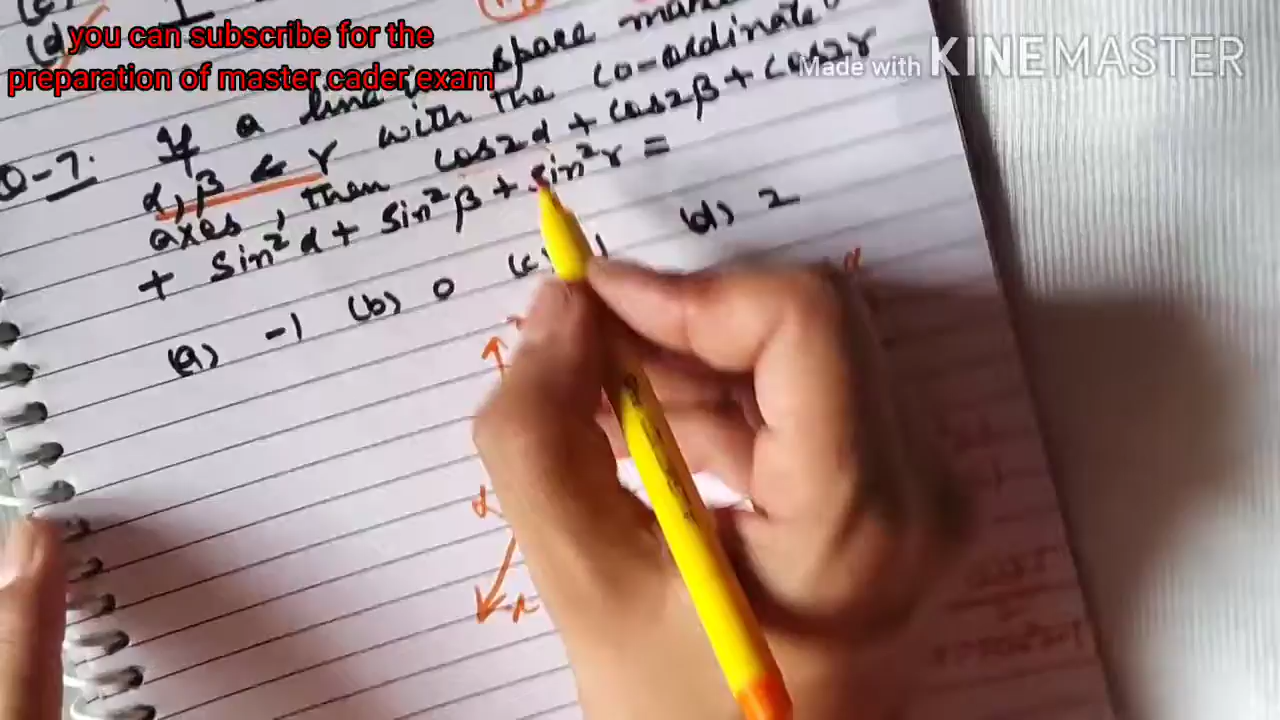 (d)
you can subscribe for the
preparation of master cader exam
Made with KINEMASTER
Q-7. If a line in space makes
α, β & γ with the co-ordinate
axes, then cos2α + cos2β + cos2γ
+ sin²α + sin²β + sin²γ =
(a) -1 (b) 0 (c) 1 (d) 2